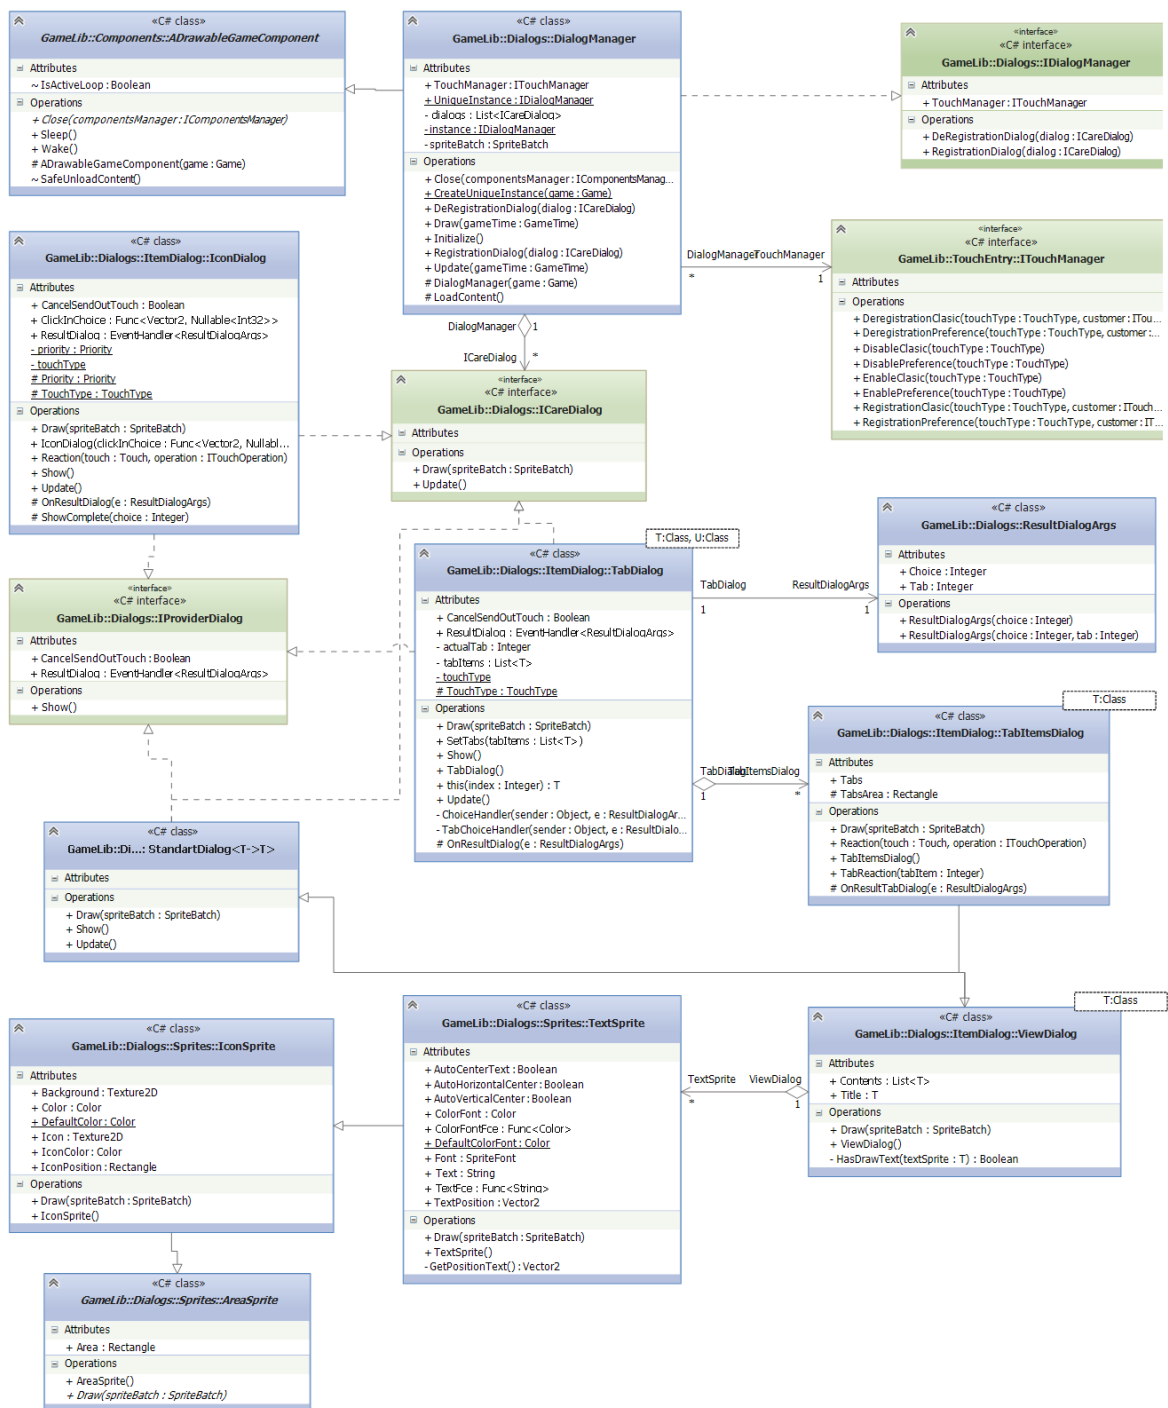 «C# class»
GameLib::Components::ADrawableGameComponent
Attributes
~ IsActiveLoop : Boolean
Operations
+ Close(componentsManager : IComponentsManager)
+ Sleep()
+ Wake()
# ADrawableGameComponent(game : Game)
~ SafeUnloadContent()
«C# class»
GameLib::Dialogs::DialogManager
Attributes
+ TouchManager : ITouchManager
+ UniqueInstance : IDialogManager
- dialogs : List<ICareDialog>
- instance : IDialogManager
- spriteBatch : SpriteBatch
Operations
+ Close(componentsManager : IComponentsManag...
+ CreateUniqueInstance(game : Game)
+ DeRegistrationDialog(dialog : ICareDialog)
+ Draw(gameTime : GameTime)
+ Initialize()
+ RegistrationDialog(dialog : ICareDialog)
+ Update(gameTime : GameTime)
# DialogManager(game : Game)
# LoadContent()
«interface»
«C# interface»
GameLib::Dialogs::IDialogManager
Attributes
+ TouchManager : ITouchManager
Operations
+ DeRegistrationDialog(dialog : ICareDialog)
+ RegistrationDialog(dialog : ICareDialog)
«C# class»
GameLib::Dialogs::ItemDialog::IconDialog
Attributes
+ CancelSendOutTouch : Boolean
+ ClickInChoice : Func<Vector2, Nullable<Int32>>
+ ResultDialog : EventHandler<ResultDialogArgs>
- priority : Priority
- touchType
# Priority : Priority
# TouchType : TouchType
Operations
+ Draw(spriteBatch : SpriteBatch)
+ IconDialog(clickInChoice : Func<Vector2, Nullabl...
+ Reaction(touch : Touch, operation : ITouchOperation)
+ Show()
+ Update()
# OnResultDialog(e : ResultDialogArgs)
# ShowComplete(choice : Integer)
DialogManager
TouchManager
*
1
«interface»
«C# interface»
GameLib::TouchEntry::ITouchManager
Attributes
Operations
+ DeregistrationClasic(touchType : TouchType, customer : ITou...
+ DeregistrationPreference(touchType : TouchType, customer :...
+ DisableClasic(touchType : TouchType)
+ DisablePreference(touchType : TouchType)
+ EnableClasic(touchType : TouchType)
+ EnablePreference(touchType : TouchType)
+ RegistrationClasic(touchType : TouchType, customer : ITouch...
+ RegistrationPreference(touchType : TouchType, customer : IT...
DialogManager
1
ICareDialog
*
«interface»
«C# interface»
GameLib::Dialogs::ICareDialog
Attributes
Operations
+ Draw(spriteBatch : SpriteBatch)
+ Update()
«interface»
«C# interface»
GameLib::Dialogs::IProviderDialog
Attributes
+ CancelSendOutTouch : Boolean
+ ResultDialog : EventHandler<ResultDialogArgs>
Operations
+ Show()
T:Class, U:Class
«C# class»
GameLib::Dialogs::ItemDialog::TabDialog
Attributes
+ CancelSendOutTouch : Boolean
+ ResultDialog : EventHandler<ResultDialogArgs>
- actualTab : Integer
- tabItems : List<T>
- touchType
# TouchType : TouchType
Operations
+ Draw(spriteBatch : SpriteBatch)
+ SetTabs(tabItems : List<T>)
+ Show()
+ TabDialog()
+ this(index : Integer) : T
+ Update()
- ChoiceHandler(sender : Object, e : ResultDialogAr...
- TabChoiceHandler(sender : Object, e : ResultDialo...
# OnResultDialog(e : ResultDialogArgs)
TabDialog
ResultDialogArgs
1
1
«C# class»
GameLib::Dialogs::ResultDialogArgs
Attributes
+ Choice : Integer
+ Tab : Integer
Operations
+ ResultDialogArgs(choice : Integer)
+ ResultDialogArgs(choice : Integer, tab : Integer)
TabDialog
TabItemsDialog
1
*
T:Class
«C# class»
GameLib::Dialogs::ItemDialog::TabItemsDialog
Attributes
+ Tabs
# TabsArea : Rectangle
Operations
+ Draw(spriteBatch : SpriteBatch)
+ Reaction(touch : Touch, operation : ITouchOperation)
+ TabItemsDialog()
+ TabReaction(tabItem : Integer)
# OnResultTabDialog(e : ResultDialogArgs)
«C# class»
GameLib::Di...: StandartDialog<T->T>
Attributes
Operations
+ Draw(spriteBatch : SpriteBatch)
+ Show()
+ Update()
«C# class»
GameLib::Dialogs::Sprites::IconSprite
Attributes
+ Background : Texture2D
+ Color : Color
+ DefaultColor : Color
+ Icon : Texture2D
+ IconColor : Color
+ IconPosition : Rectangle
Operations
+ Draw(spriteBatch : SpriteBatch)
+ IconSprite()
«C# class»
GameLib::Dialogs::Sprites::TextSprite
Attributes
+ AutoCenterText : Boolean
+ AutoHorizontalCenter : Boolean
+ AutoVerticalCenter : Boolean
+ ColorFont : Color
+ ColorFontFce : Func<Color>
+ DefaultColorFont : Color
+ Font : SpriteFont
+ Text : String
+ TextFce : Func<String>
+ TextPosition : Vector2
Operations
+ Draw(spriteBatch : SpriteBatch)
+ TextSprite()
- GetPositionText() : Vector2
TextSprite
ViewDialog
*
1
T:Class
«C# class»
GameLib::Dialogs::ItemDialog::ViewDialog
Attributes
+ Contents : List<T>
+ Title : T
Operations
+ Draw(spriteBatch : SpriteBatch)
+ ViewDialog()
- HasDrawText(textSprite : T) : Boolean
«C# class»
GameLib::Dialogs::Sprites::AreaSprite
Attributes
+ Area : Rectangle
Operations
+ AreaSprite()
+ Draw(spriteBatch : SpriteBatch)